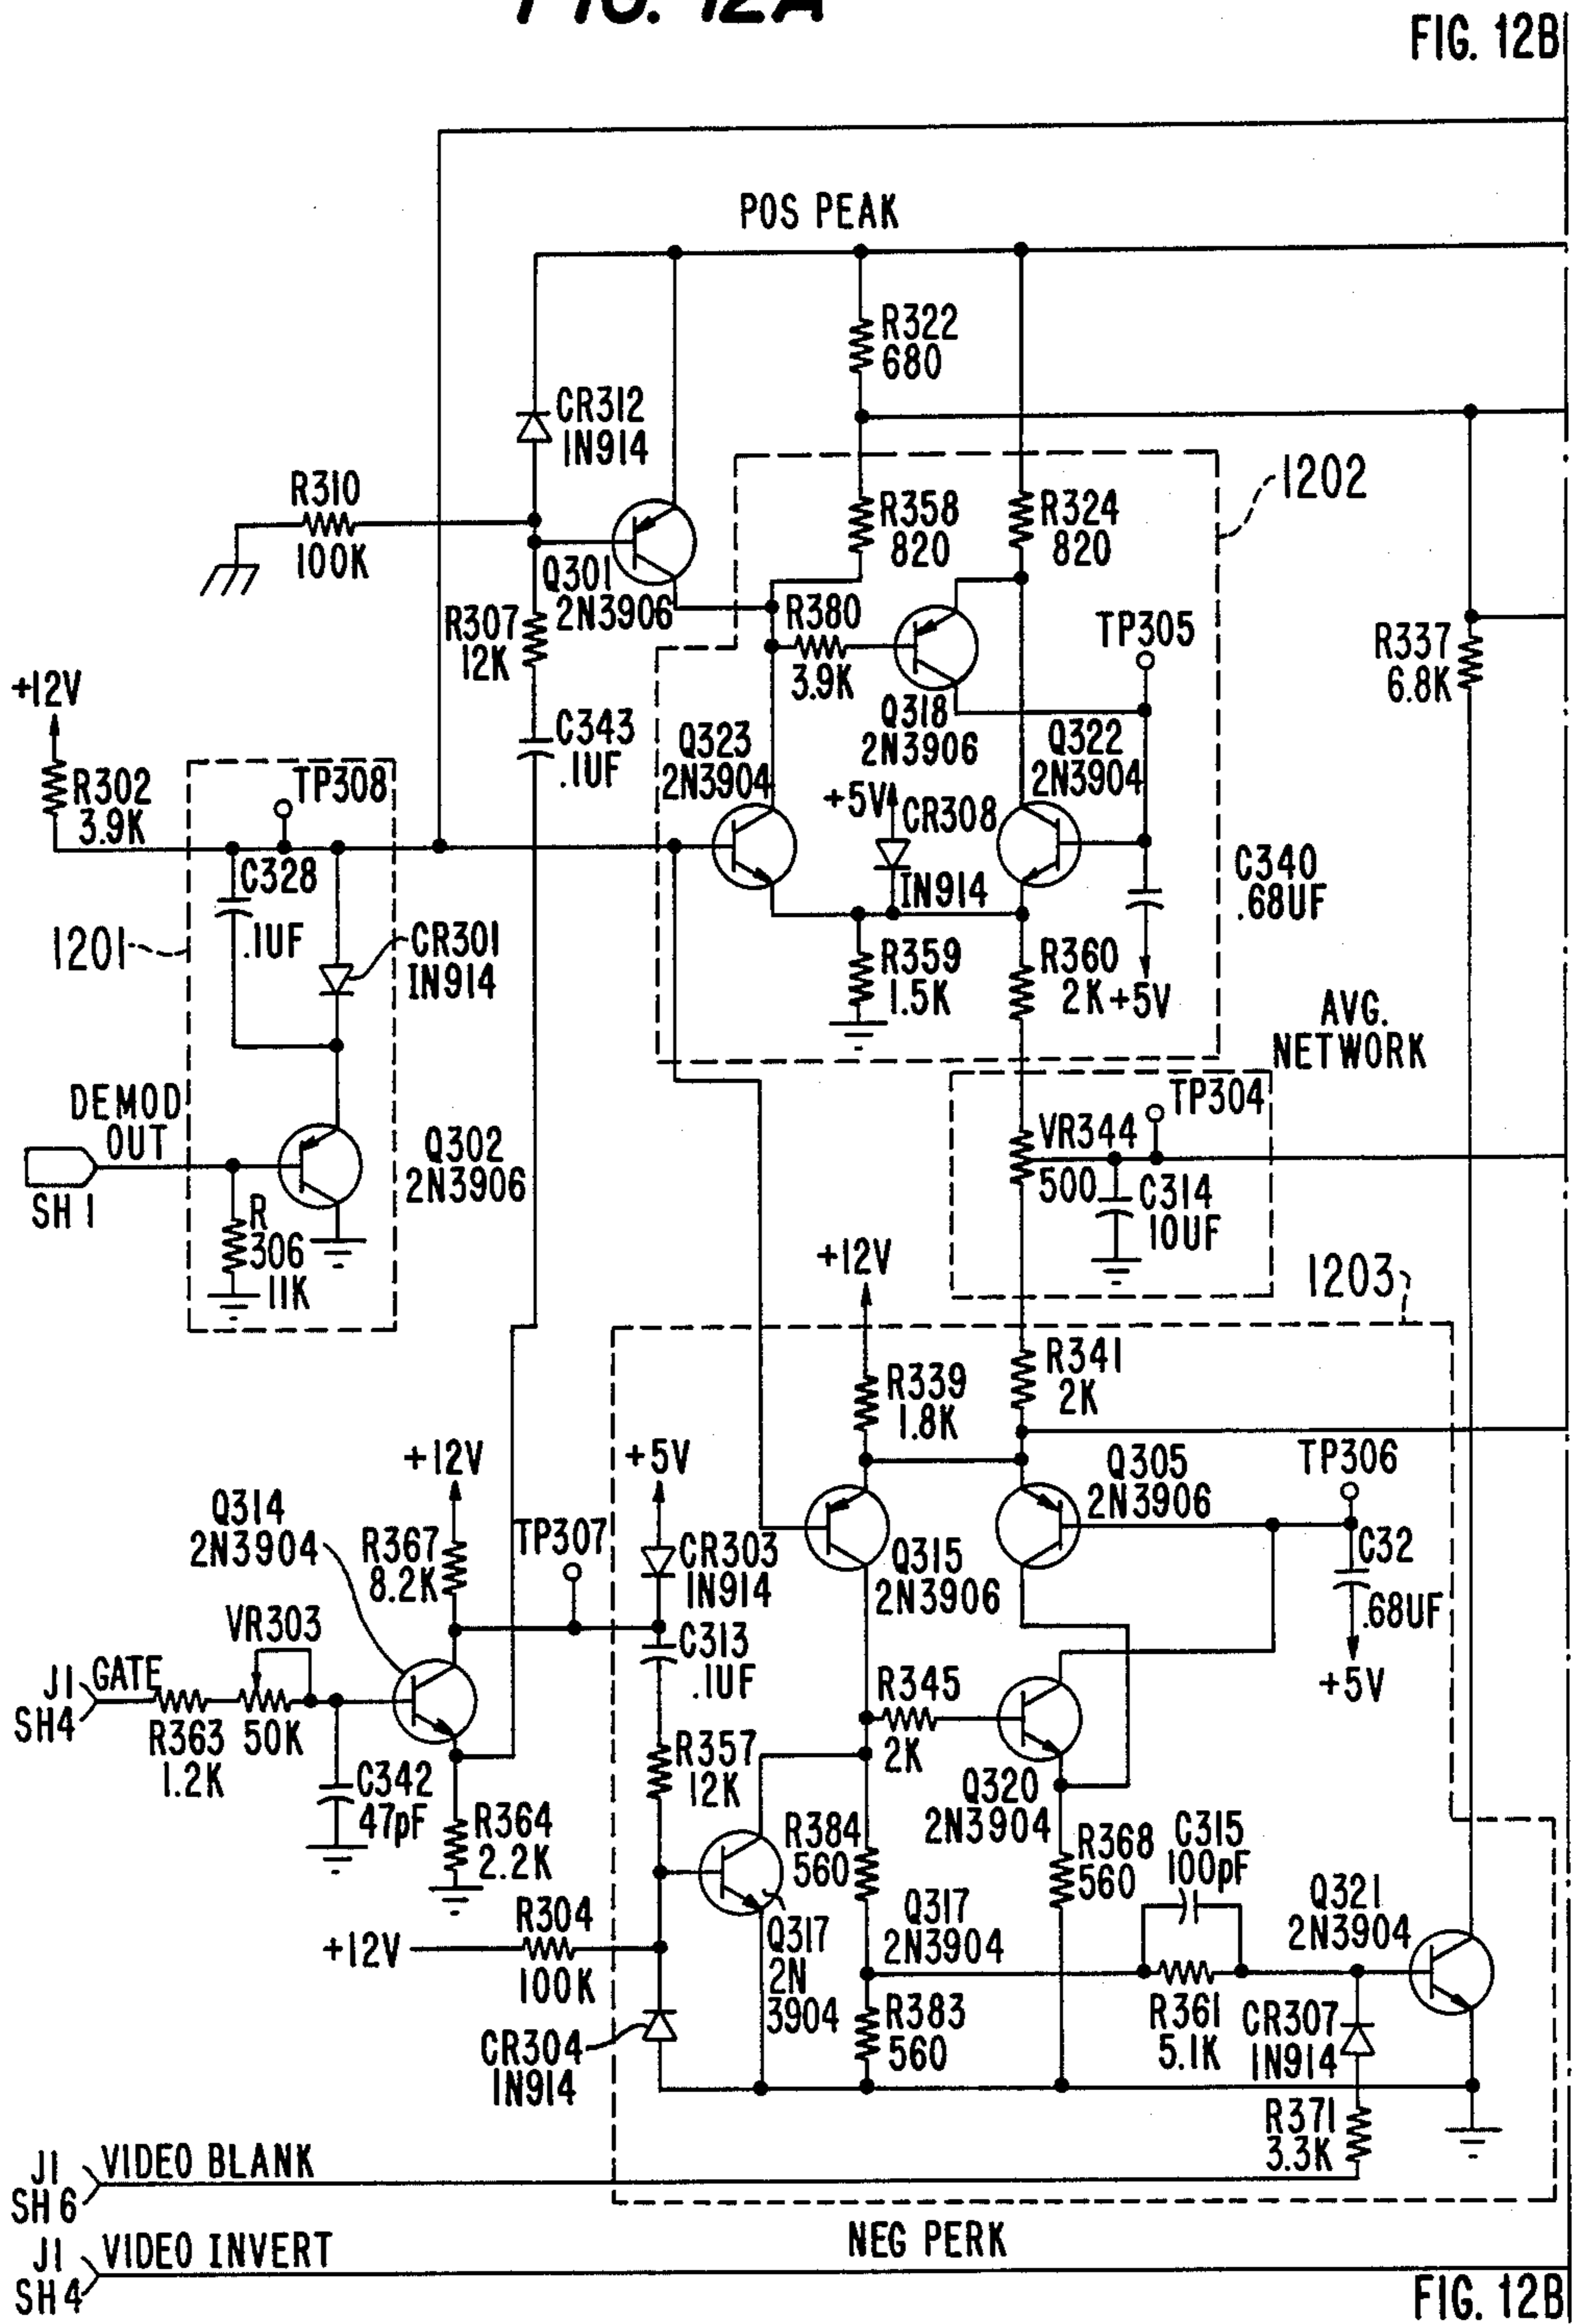 FIG. 12A
FIG. 12B
POS PEAK
R322
680
CR312
IN914
1202
R310
100K
R358
820
R324
820
Q301
2N3906
R307
12K
R380
3.9K
TP305
R337
6.8K
+12V
C343
.1UF
Q318
2N3906
Q323
2N3904
Q322
2N3904
R302
3.9K
TP308
+5V
CR308
IN914
C328
.1UF
C340
.68UF
1201
CR301
IN914
R359
1.5K
R360
2K
+5V
AVG.
NETWORK
DEMOD
OUT
SH 1
Q302
2N3906
TP304
VR344
500
C314
10UF
R
306
11K
+12V
1203
R339
1.8K
R341
2K
+12V
+5V
Q305
2N3906
TP306
Q314
2N3904
R367
8.2K
TP307
CR303
IN914
Q315
2N3906
C32
.68UF
+5V
VR303
50K
C313
.1UF
J1
SH4
GATE
R363
1.2K
R345
2K
R357
12K
C342
47pF
Q320
2N3904
R364
2.2K
R384
560
R368
560
C315
100pF
R304
100K
+12V
Q317
2N
3904
Q317
2N3904
Q321
2N3904
R383
560
R361
5.1K
CR307
IN914
CR304
IN914
R371
3.3K
J1
SH 6
VIDEO BLANK
NEG PERK
J1
SH 4
VIDEO INVERT
FIG. 12B